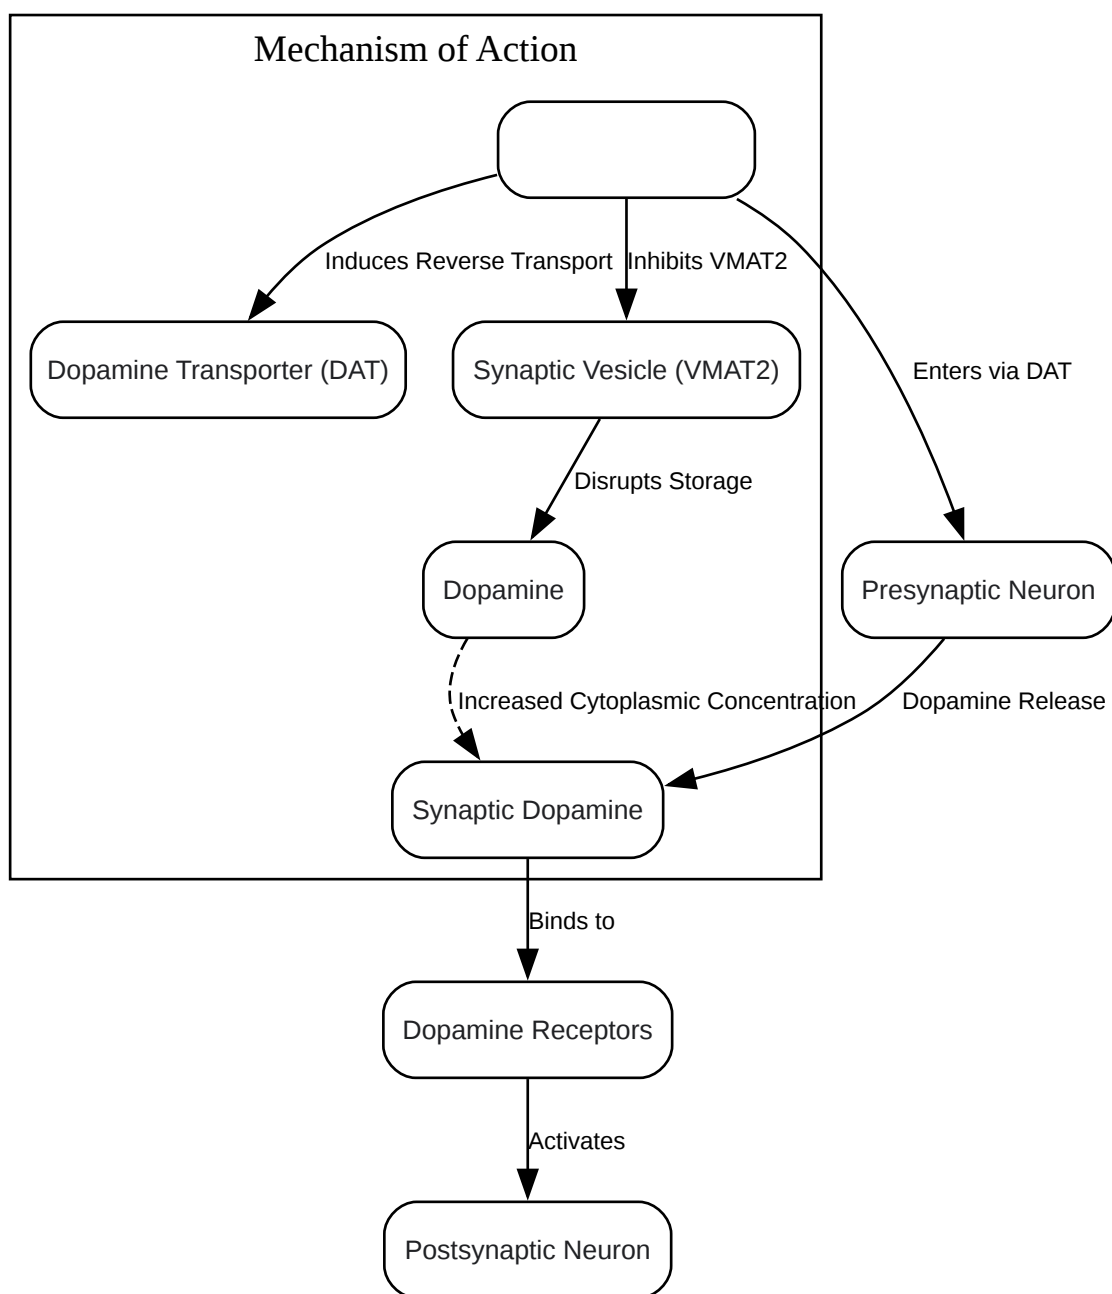 Mechanism of Action
Induces Reverse Transport
Inhibits VMAT2
Dopamine Transporter (DAT)
Synaptic Vesicle (VMAT2)
Enters via DAT
Disrupts Storage
Dopamine
Presynaptic Neuron
Increased Cytoplasmic Concentration
Dopamine Release
Synaptic Dopamine
Binds to
Dopamine Receptors
Activates
Postsynaptic Neuron